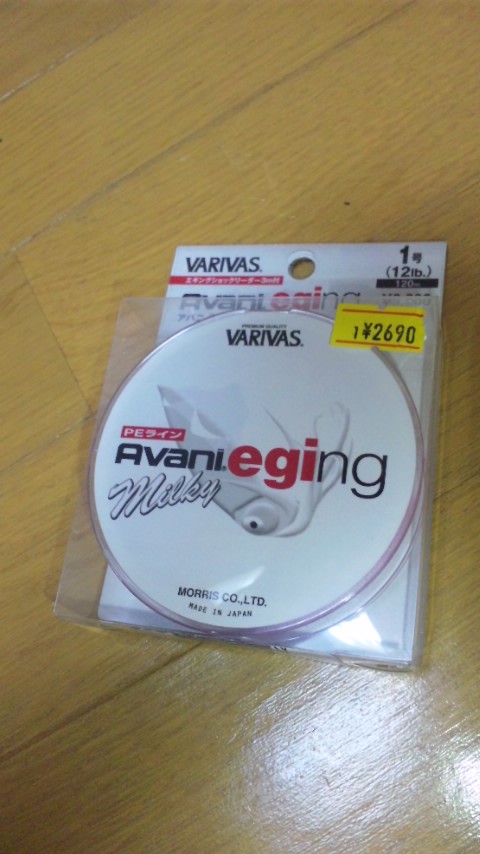 VARIVAS.
エギングショックリーダー3m付
Avani eging
1号
(12lb.)
120m
1¥2690
PREMIUM QUALITY
VARIVAS.
PEライン
Avani eging
Milky
MORRIS CO.,LTD.
MADE IN JAPAN